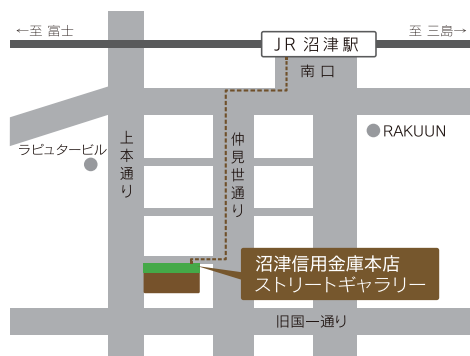 ←至 富士
JR 沼津駅
至 三島→
南口
RAKUUN
ラピュタービル
上本通り
仲見世通り
沼津信用金庫本店
ストリートギャラリー
旧国一通り